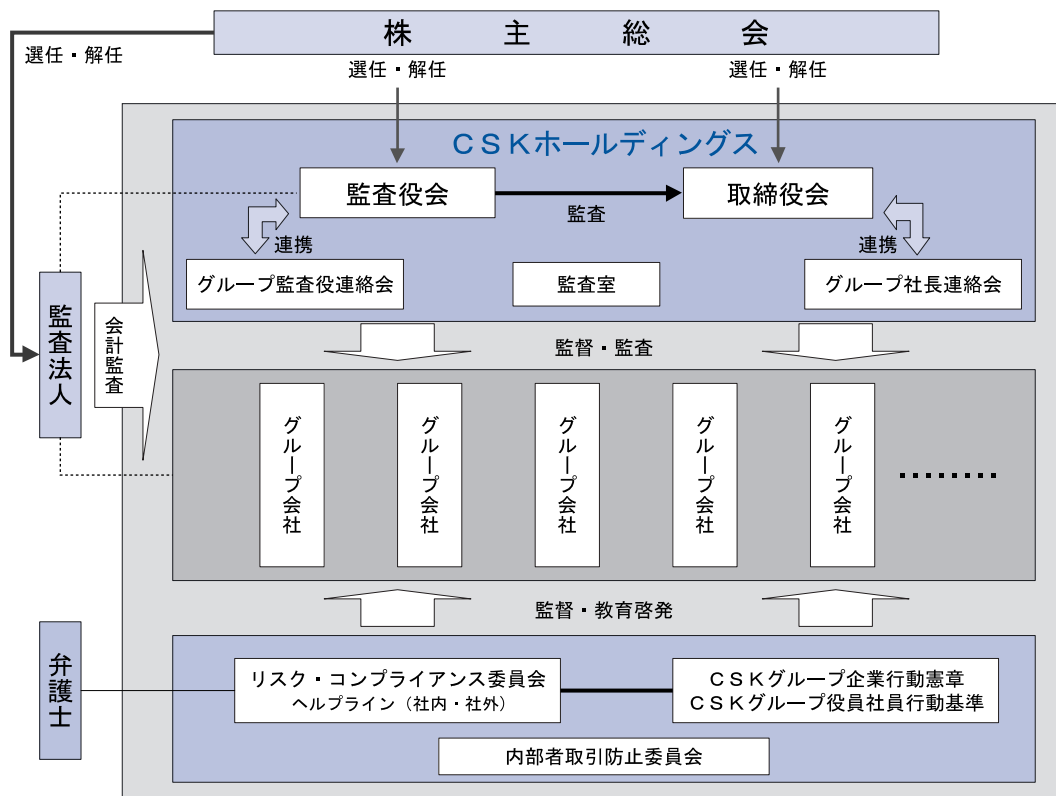 株主総会
選任・解任
選任・解任
選任・解任
CSKホールディングス
監査役会
監査
取締役会
連携
連携
グループ監査役連絡会
監査室
グループ社長連絡会
監査法人
会計監査
監督・監査
グループ会社
グループ会社
グループ会社
グループ会社
グループ会社
………
監督・教育啓発
弁護士
リスク・コンプライアンス委員会
ヘルプライン（社内・社外）
CSKグループ企業行動憲章
CSKグループ役員社員行動基準
内部者取引防止委員会